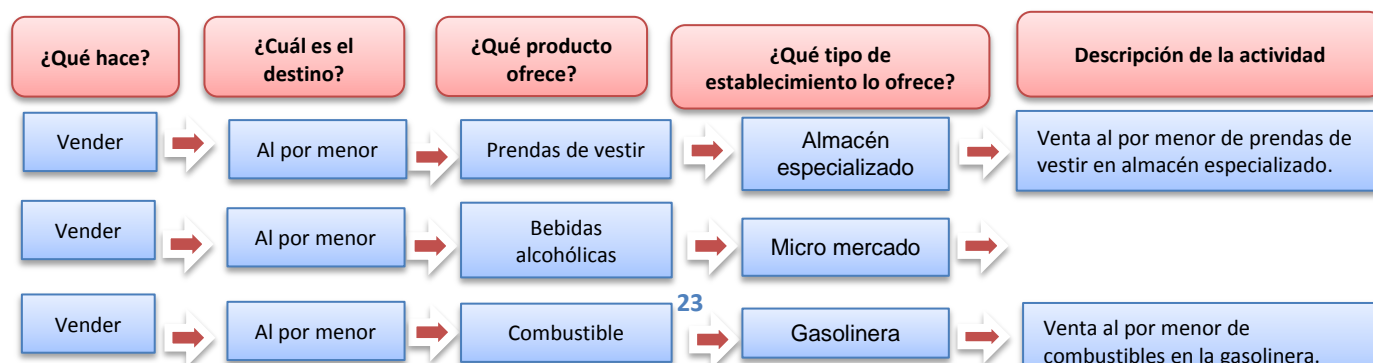 ¿Qué hace?
¿Cuál es el
destino?
¿Qué producto
ofrece?
¿Qué tipo de
establecimiento lo ofrece?
Descripción de la actividad
Vender
Al por menor
Prendas de vestir
Almacén
especializado
Venta al por menor de prendas de
vestir en almacén especializado.
Vender
Al por menor
Bebidas
alcohólicas
Micro mercado
23
Vender
Al por menor
Combustible
Gasolinera
Venta al por menor de
combustibles en la gasolinera.